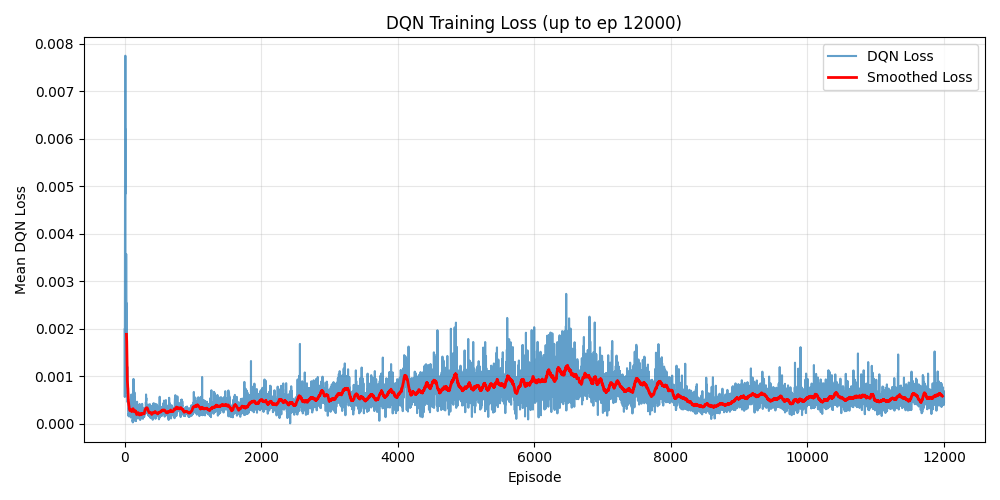 DQN Training Loss (up to ep 12000)
DQN Loss
Smoothed Loss
Mean DQN Loss
0.008
0.007
0.006
0.005
0.004
0.003
0.002
0.001
0.000
0 2000 4000 6000 8000 10000 12000
Episode